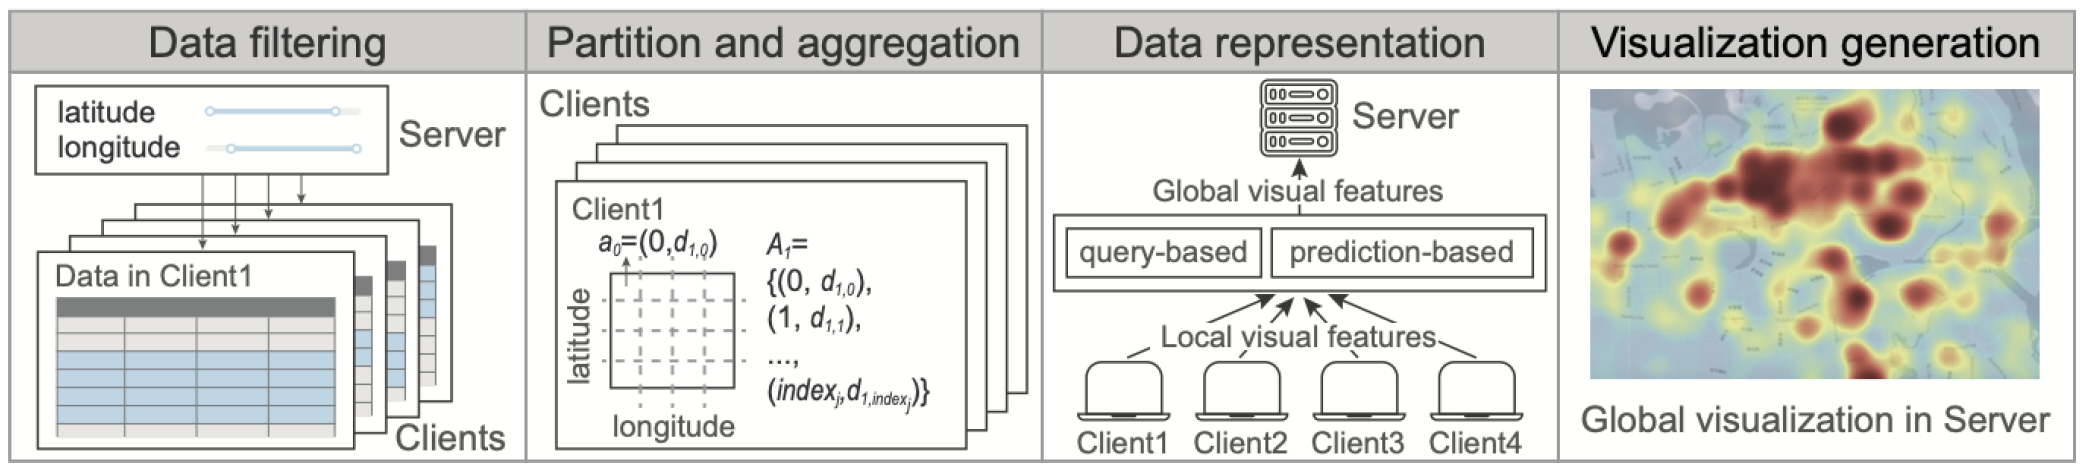 Data filtering
Partition and aggregation
Data representation
Visualization generation
latitude
longitude
Server
Data in Client1
Clients
Clients
Client1
a0=(0,d1,0)
latitude
longitude
A1=
{(0, d1,0),
(1, d1,1),
...,
(indexj,d1,indexj)}
Server
Global visual features
query-based
prediction-based
Local visual features
Client1
Client2
Client3
Client4
Global visualization in Server